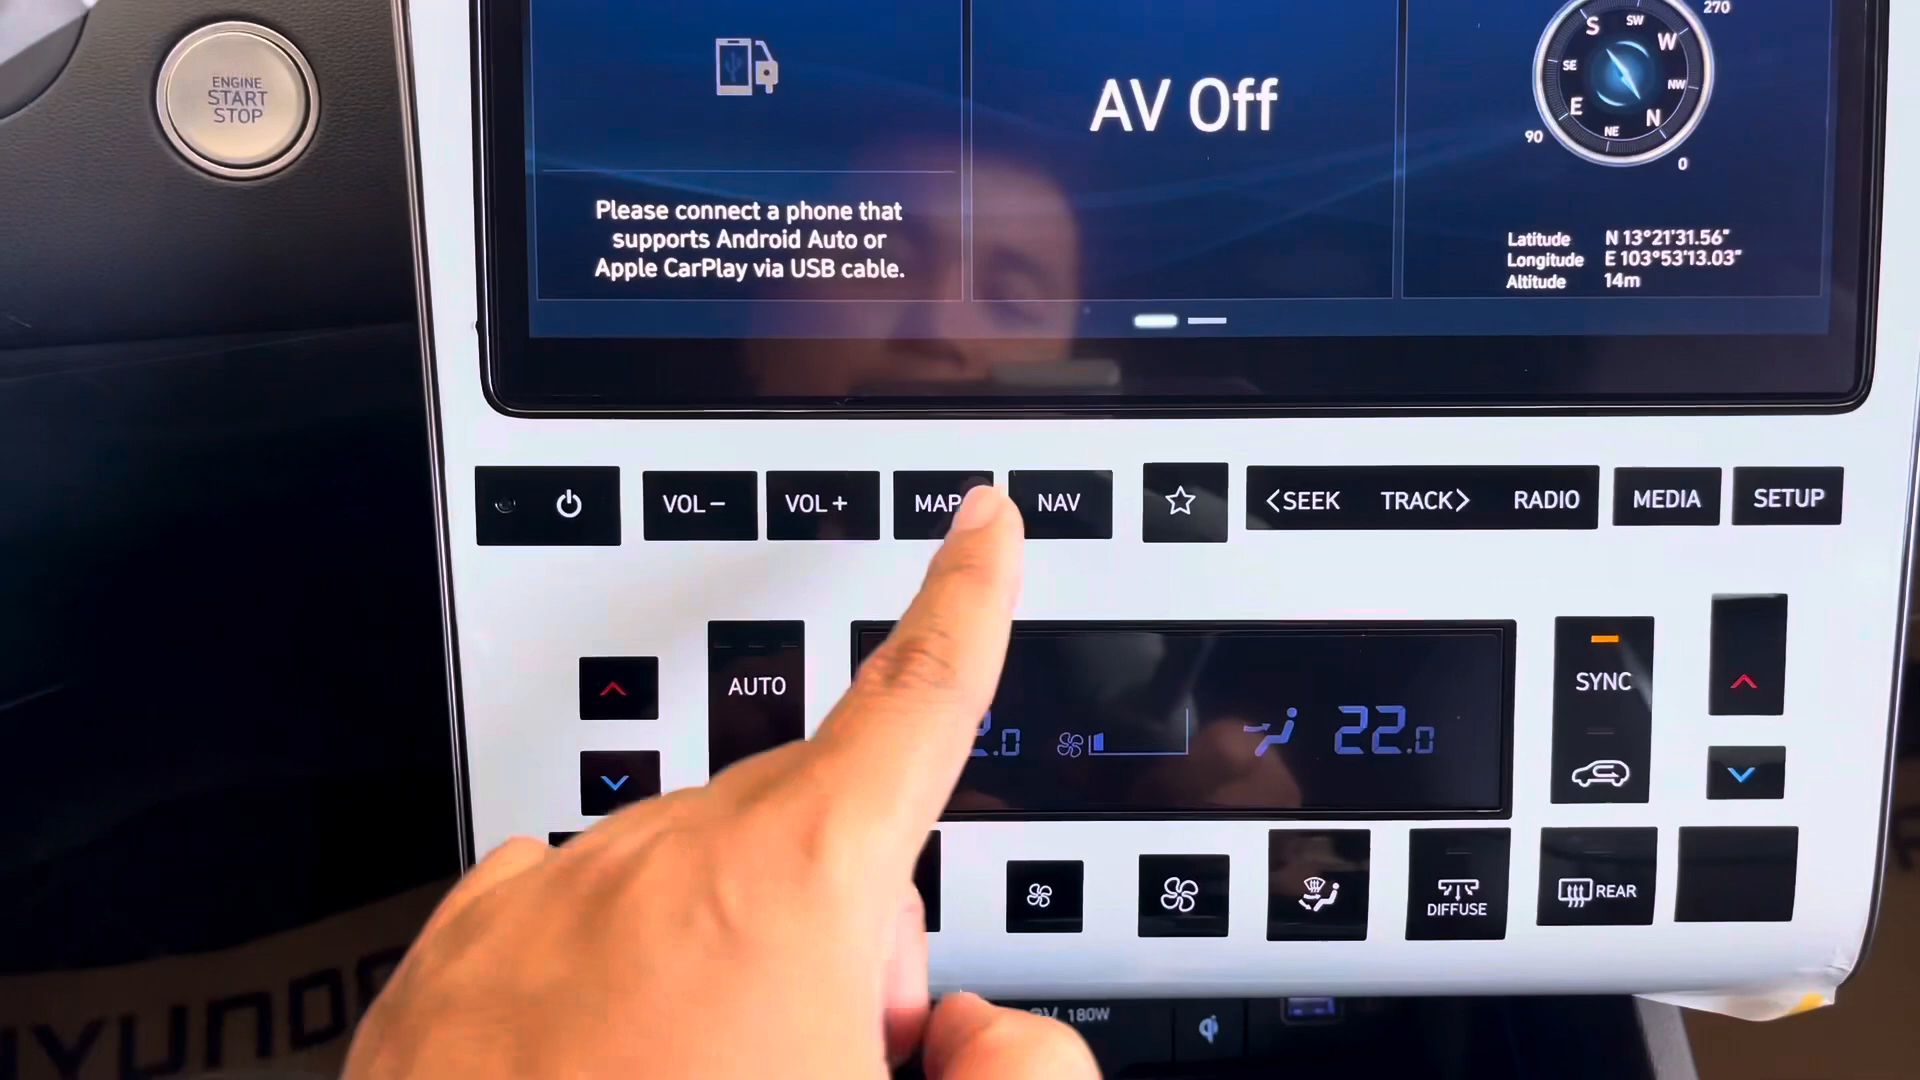 ENGINE
START
STOP
AV Off
S
SW
W
270
SE
NW
E
N
NE
90
0
Please connect a phone that
supports Android Auto or
Apple CarPlay via USB cable.
Latitude N 13°21'31.56"
Longitude E 103°53'13.03"
Altitude 14m
VOL- VOL+ MAP NAV <SEEK TRACK> RADIO MEDIA SETUP
AUTO
SYNC
2.0
22.0
DIFFUSE
REAR
180W